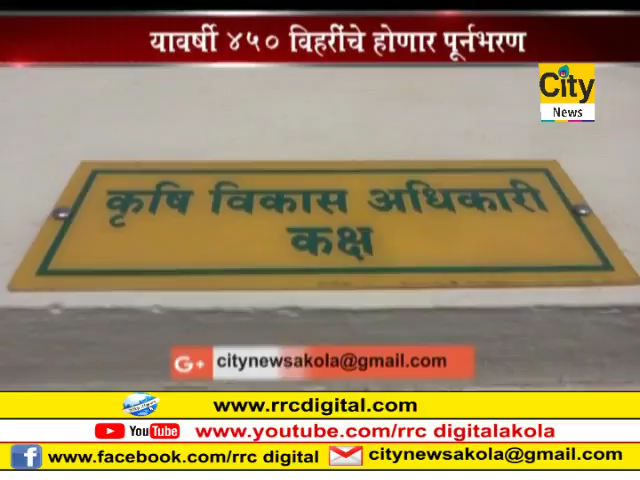 यावर्षी ४५० विहरींचे होणार पूर्नभरण
City
News
कृषि विकास अधिकारी
कक्ष
G+ citynewsakola@gmail.com
www.rrcdigital.com
YouTube www.youtube.com/rrc digitalakola
f www.facebook.com/rrc digital citynewsakola@gmail.com